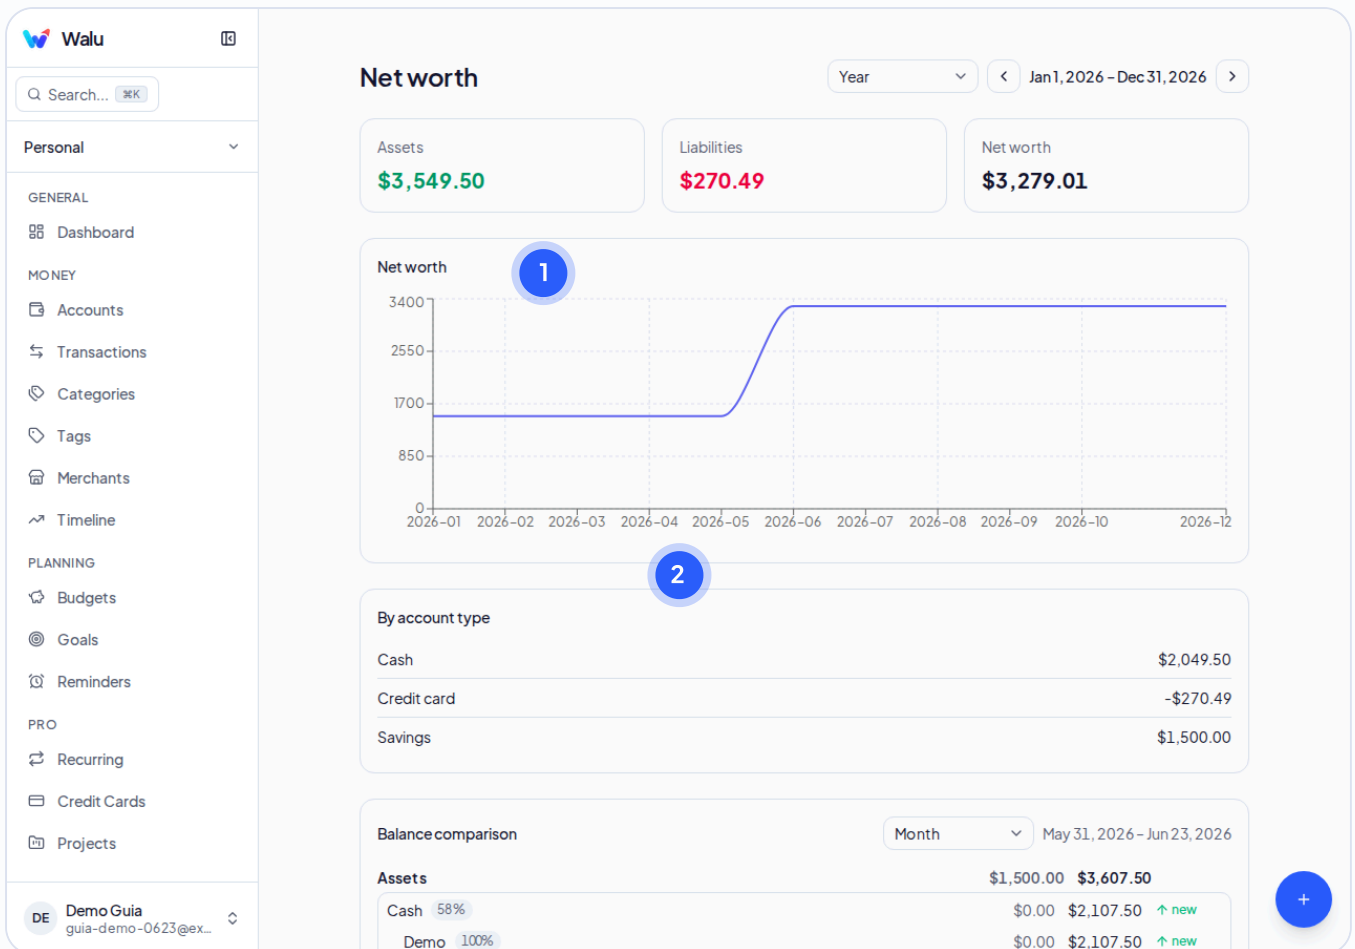 Walu
Search... ⌘K
Personal
GENERAL
Dashboard
MONEY
Accounts
Transactions
Categories
Tags
Merchants
Timeline
PLANNING
Budgets
Goals
Reminders
PRO
Recurring
Credit Cards
Projects
DE Demo Guia
guia-demo-0623@ex...
Net worth
Year
Jan 1, 2026 – Dec 31, 2026
Assets
$3,549.50
Liabilities
$270.49
Net worth
$3,279.01
Net worth
1
3400
2550
1700
850
0
2026-01 2026-02 2026-03 2026-04 2026-05 2026-06 2026-07 2026-08 2026-09 2026-10 2026-12
2
By account type
Cash $2,049.50
Credit card -$270.49
Savings $1,500.00
Balance comparison Month May 31, 2026 – Jun 23, 2026
Assets $1,500.00 $3,607.50
Cash 58% $0.00 $2,107.50 ↑ new
Demo 100% $0.00 $2,107.50 ↑ new
+